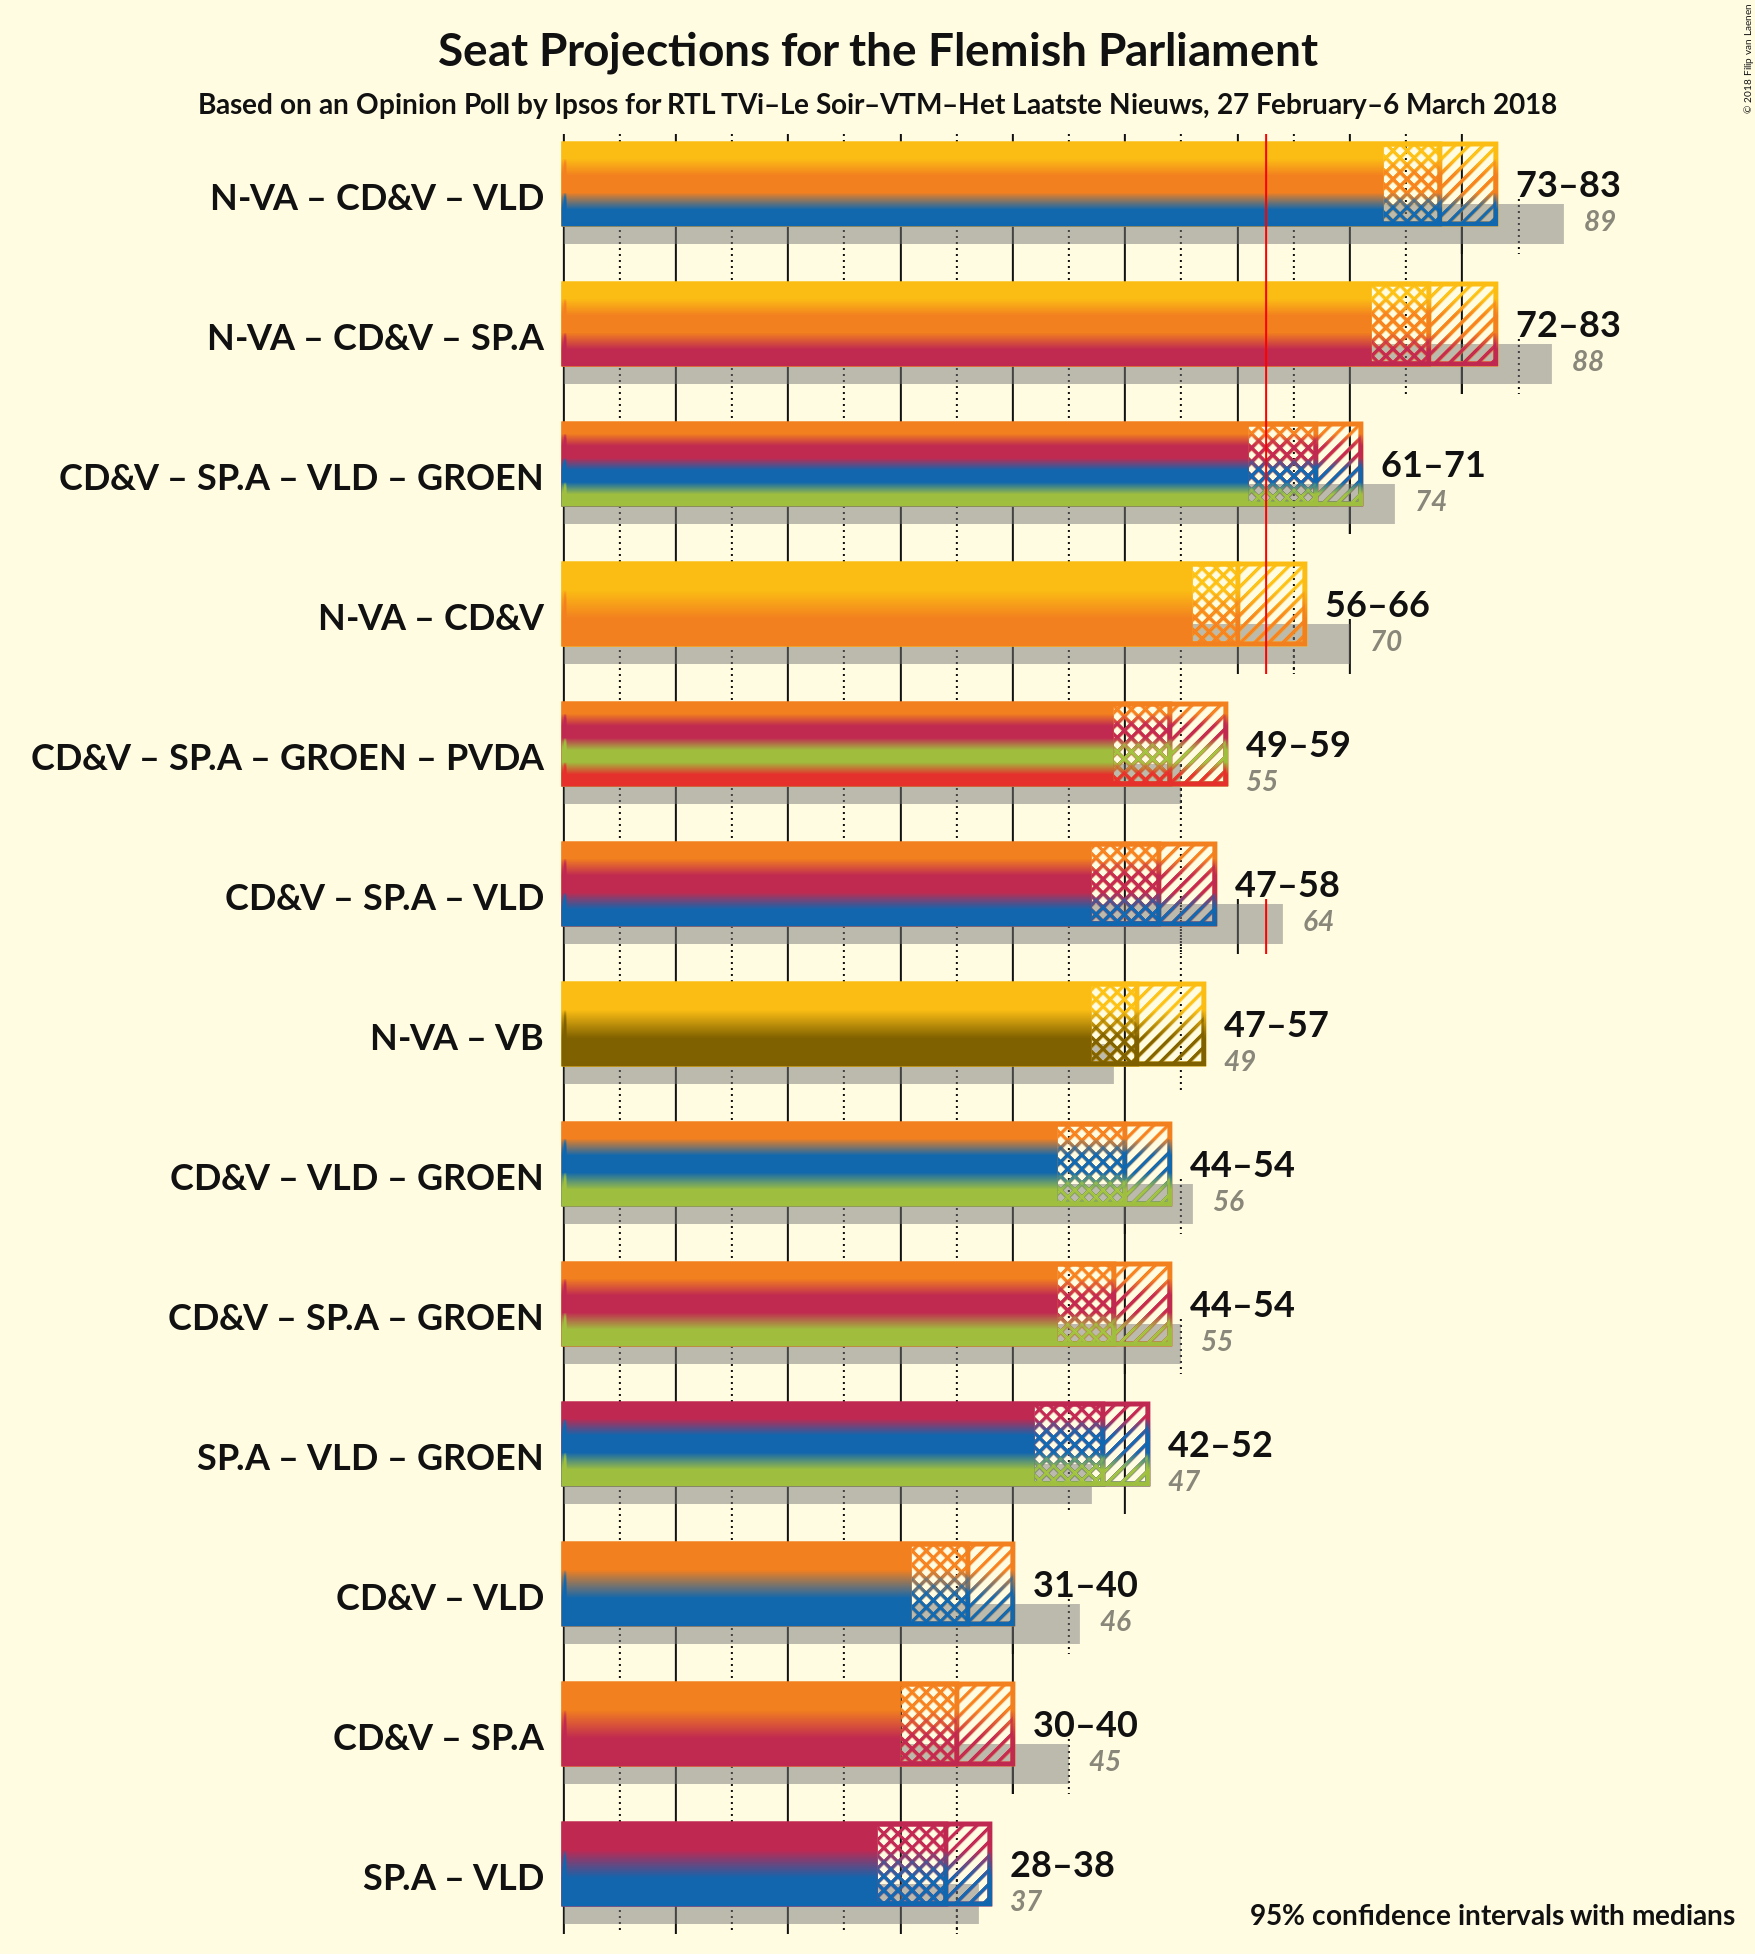 Seat Projections for the Flemish Parliament
Based on an Opinion Poll by Ipsos for RTL TVi–Le Soir–VTM–Het Laatste Nieuws, 27 February–6 March 2018
© 2018 Filip van Laenen
N-VA – CD&V – VLD
73–83
89
N-VA – CD&V – SP.A
72–83
88
CD&V – SP.A – VLD – GROEN
61–71
74
N-VA – CD&V
56–66
70
CD&V – SP.A – GROEN – PVDA
49–59
55
CD&V – SP.A – VLD
47–58
64
N-VA – VB
47–57
49
CD&V – VLD – GROEN
44–54
56
CD&V – SP.A – GROEN
44–54
55
SP.A – VLD – GROEN
42–52
47
CD&V – VLD
31–40
46
CD&V – SP.A
30–40
45
SP.A – VLD
28–38
37
95% confidence intervals with medians